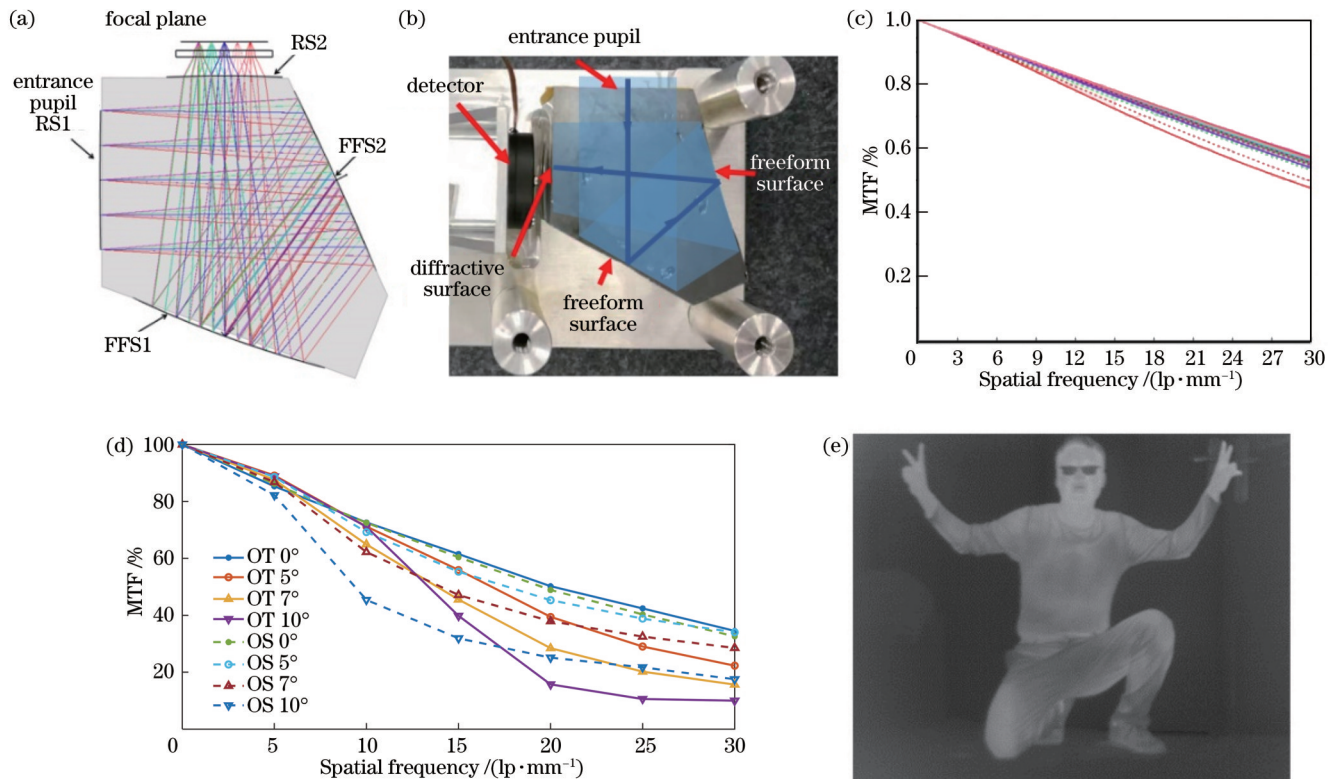 (a)
focal plane
RS2
entrance
pupil
RS1
FFS2
FFS1
(b)
entrance pupil
detector
freeform
surface
diffractive
surface
freeform
surface
(c)
1.0
0.8
0.6
0.4
0.2
MTF /%
0
3
6
9
12
15
18
21
24
27
30
Spatial frequency /(lp·mm⁻¹)
(d)
100
80
60
40
20
MTF /%
OT 0°
OT 5°
OT 7°
OT 10°
OS 0°
OS 5°
OS 7°
OS 10°
0
5
10
15
20
25
30
Spatial frequency /(lp·mm⁻¹)
(e)